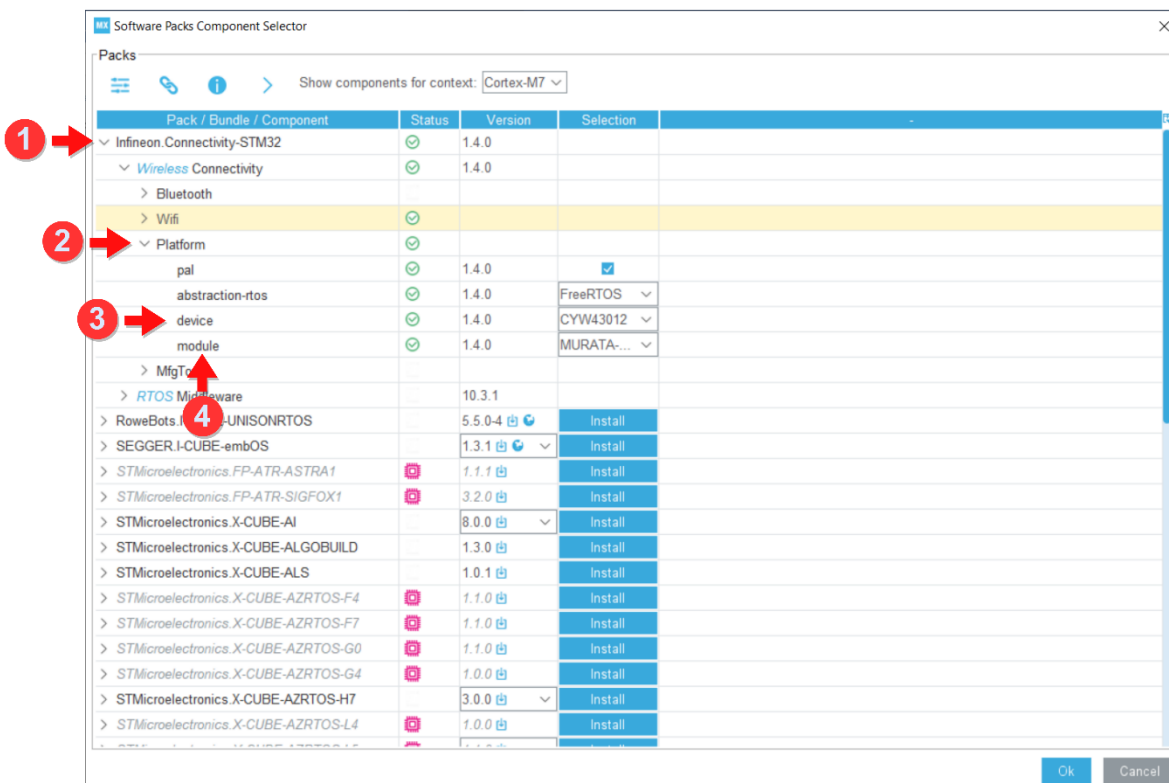 MX Software Packs Component Selector
Packs
Show components for context: Cortex-M7
Pack / Bundle / Component Status Version Selection -
1 Infineon.Connectivity-STM32 1.4.0
Wireless Connectivity 1.4.0
Bluetooth
Wifi
2 Platform
pal 1.4.0
abstraction-rtos 1.4.0 FreeRTOS
3 device 1.4.0 CYW43012
module 1.4.0 MURATA-...
RTOS Middleware 10.3.1
4
5.5.0-4 Install
SEGGER.I-CUBE-embOS 1.3.1 Install
STMicroelectronics.FP-ATR-ASTRA1 1.1.1 Install
STMicroelectronics.FP-ATR-SIGFOX1 3.2.0 Install
STMicroelectronics.X-CUBE-AI 8.0.0 Install
STMicroelectronics.X-CUBE-ALGOBUILD 1.3.0 Install
STMicroelectronics.X-CUBE-ALS 1.0.1 Install
STMicroelectronics.X-CUBE-AZRTOS-F4 1.1.0 Install
STMicroelectronics.X-CUBE-AZRTOS-F7 1.1.0 Install
STMicroelectronics.X-CUBE-AZRTOS-G0 1.1.0 Install
STMicroelectronics.X-CUBE-AZRTOS-G4 1.0.0 Install
STMicroelectronics.X-CUBE-AZRTOS-H7 3.0.0 Install
STMicroelectronics.X-CUBE-AZRTOS-L4 1.0.0 Install
Ok Cancel